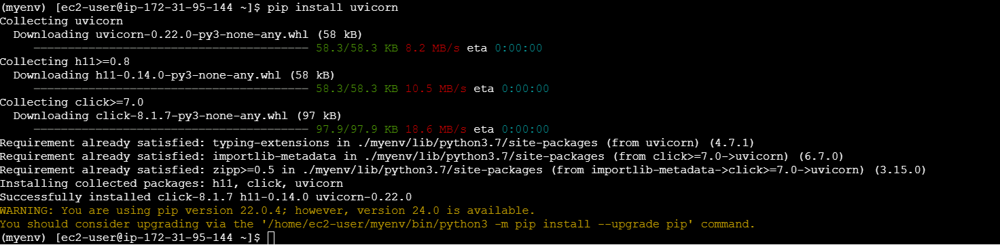 (myenv) [ec2-user@ip-172-31-95-144 ~]$ pip install uvicorn
Collecting uvicorn
  Downloading uvicorn-0.22.0-py3-none-any.whl (58 kB)
     ━━━━━━━━━━━━━━━━━━━━━━━━━━━━━━━━━━━━━━━━ 58.3/58.3 KB 8.2 MB/s eta 0:00:00
Collecting h11>=0.8
  Downloading h11-0.14.0-py3-none-any.whl (58 kB)
     ━━━━━━━━━━━━━━━━━━━━━━━━━━━━━━━━━━━━━━━━ 58.3/58.3 KB 10.5 MB/s eta 0:00:00
Collecting click>=7.0
  Downloading click-8.1.7-py3-none-any.whl (97 kB)
     ━━━━━━━━━━━━━━━━━━━━━━━━━━━━━━━━━━━━━━━━ 97.9/97.9 KB 18.6 MB/s eta 0:00:00
Requirement already satisfied: typing-extensions in ./myenv/lib/python3.7/site-packages (from uvicorn) (4.7.1)
Requirement already satisfied: importlib-metadata in ./myenv/lib/python3.7/site-packages (from click>=7.0->uvicorn) (6.7.0)
Requirement already satisfied: zipp>=0.5 in ./myenv/lib/python3.7/site-packages (from importlib-metadata->click>=7.0->uvicorn) (3.15.0)
Installing collected packages: h11, click, uvicorn
Successfully installed click-8.1.7 h11-0.14.0 uvicorn-0.22.0
WARNING: You are using pip version 22.0.4; however, version 24.0 is available.
You should consider upgrading via the '/home/ec2-user/myenv/bin/python3 -m pip install --upgrade pip' command.
(myenv) [ec2-user@ip-172-31-95-144 ~]$